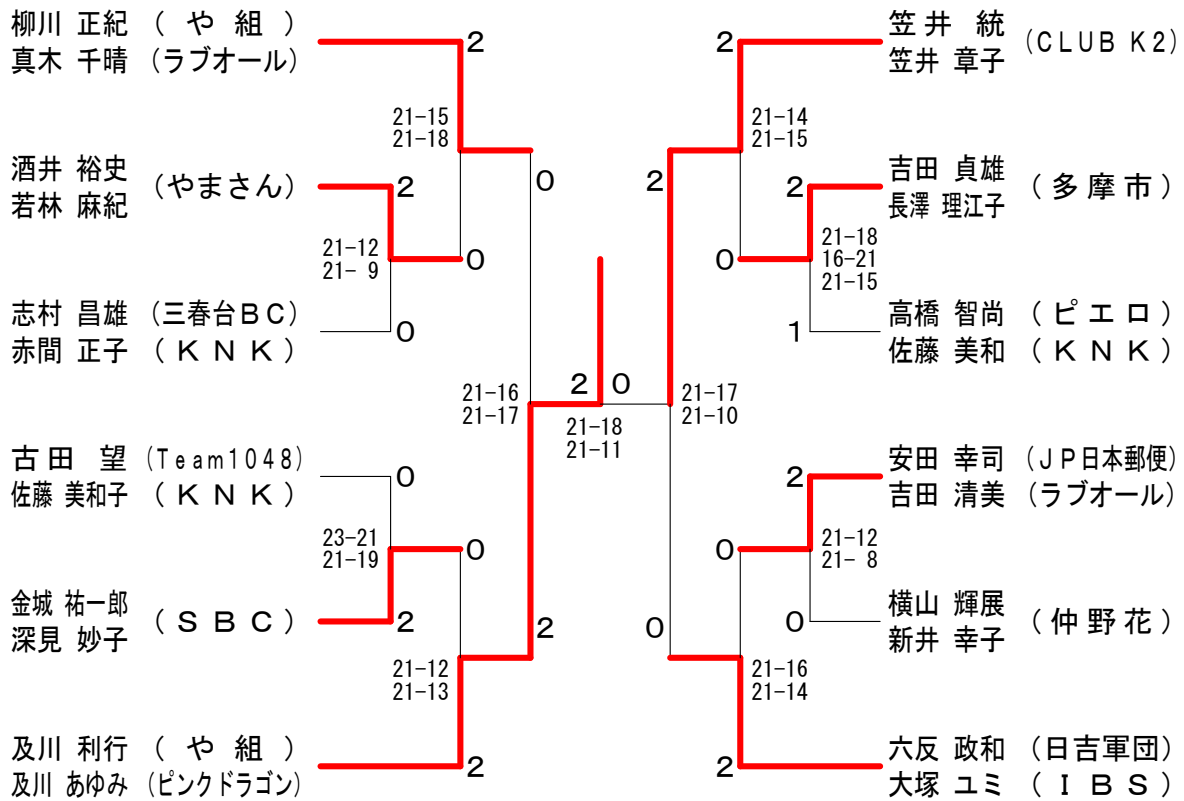 柳川 正紀 (や組)
真木 千晴 (ラブオール)
2
21-15
21-18
酒井 裕史
若林 麻紀
(やまさん)
2
21-12
21- 9
0
0
志村 昌雄 (三春台BC)
赤間 正子 (KNK)
0
21-16
21-17
古田 望 (Team1048)
佐藤 美和子 (KNK)
0
23-21
21-19
0
金城 祐一郎
深見 妙子
(SBC)
2
2
21-12
21-13
及川 利行 (や組)
及川 あゆみ (ピンクドラゴン)
2
2 0
21-18
21-11
2
笠井 統
笠井 章子
(CLUB K2)
21-14
21-15
2
2
吉田 貞雄
長澤 理江子
(多摩市)
0
21-18
16-21
21-15
1
高橋 智尚 (ピエロ)
佐藤 美和 (KNK)
21-17
21-10
2
安田 幸司 (JP日本郵便)
吉田 清美 (ラブオール)
0
21-12
21- 8
0
0
横山 輝展
新井 幸子
(仲野花)
21-16
21-14
2
六反 政和 (日吉軍団)
大塚 ユミ (IBS)